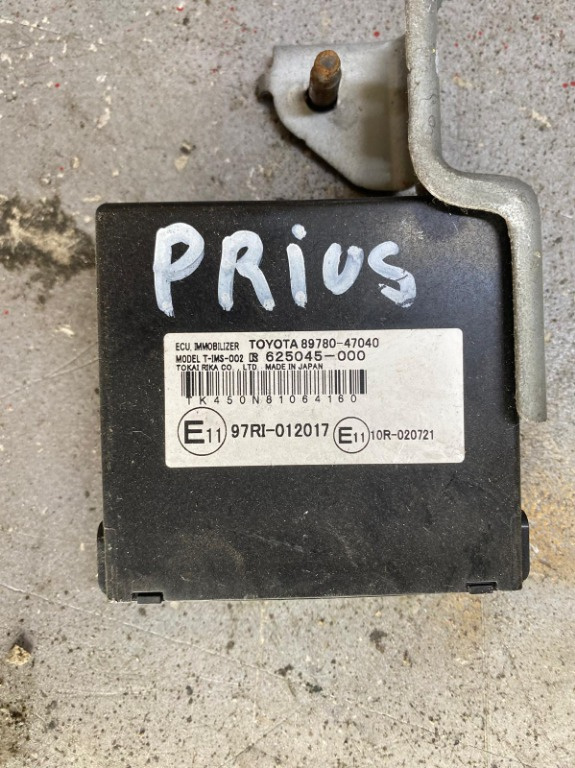 PRiUS
ECU, IMMOBILIZER TOYOTA 89780-47040
MODEL T-IMS-002 R 625045-000
TOKAI RIKA CO., LTD. MADE IN JAPAN
TK450N81064160
E11 97RI-012017 E11 10R-020721